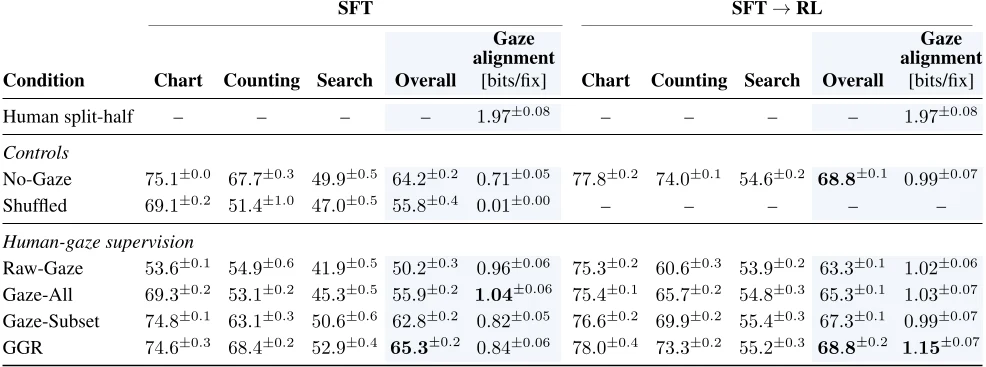 SFT SFT → RL
Gaze Gaze
alignment alignment
Condition Chart Counting Search Overall [bits/fix] Chart Counting Search Overall [bits/fix]
Human split-half – – – – 1.97±0.08 – – – – 1.97±0.08
Controls
No-Gaze 75.1±0.0 67.7±0.3 49.9±0.5 64.2±0.2 0.71±0.05 77.8±0.2 74.0±0.1 54.6±0.2 68.8±0.1 0.99±0.07
Shuffled 69.1±0.2 51.4±1.0 47.0±0.5 55.8±0.4 0.01±0.00 – – – – –
Human-gaze supervision
Raw-Gaze 53.6±0.1 54.9±0.6 41.9±0.5 50.2±0.3 0.96±0.06 75.3±0.2 60.6±0.3 53.9±0.2 63.3±0.1 1.02±0.06
Gaze-All 69.3±0.2 53.1±0.2 45.3±0.5 55.9±0.2 1.04±0.06 75.4±0.1 65.7±0.2 54.8±0.3 65.3±0.1 1.03±0.07
Gaze-Subset 74.8±0.1 63.1±0.3 50.6±0.6 62.8±0.2 0.82±0.05 76.6±0.2 69.9±0.2 55.4±0.3 67.3±0.1 0.99±0.07
GGR 74.6±0.3 68.4±0.2 52.9±0.4 65.3±0.2 0.84±0.06 78.0±0.4 73.3±0.2 55.2±0.3 68.8±0.2 1.15±0.07